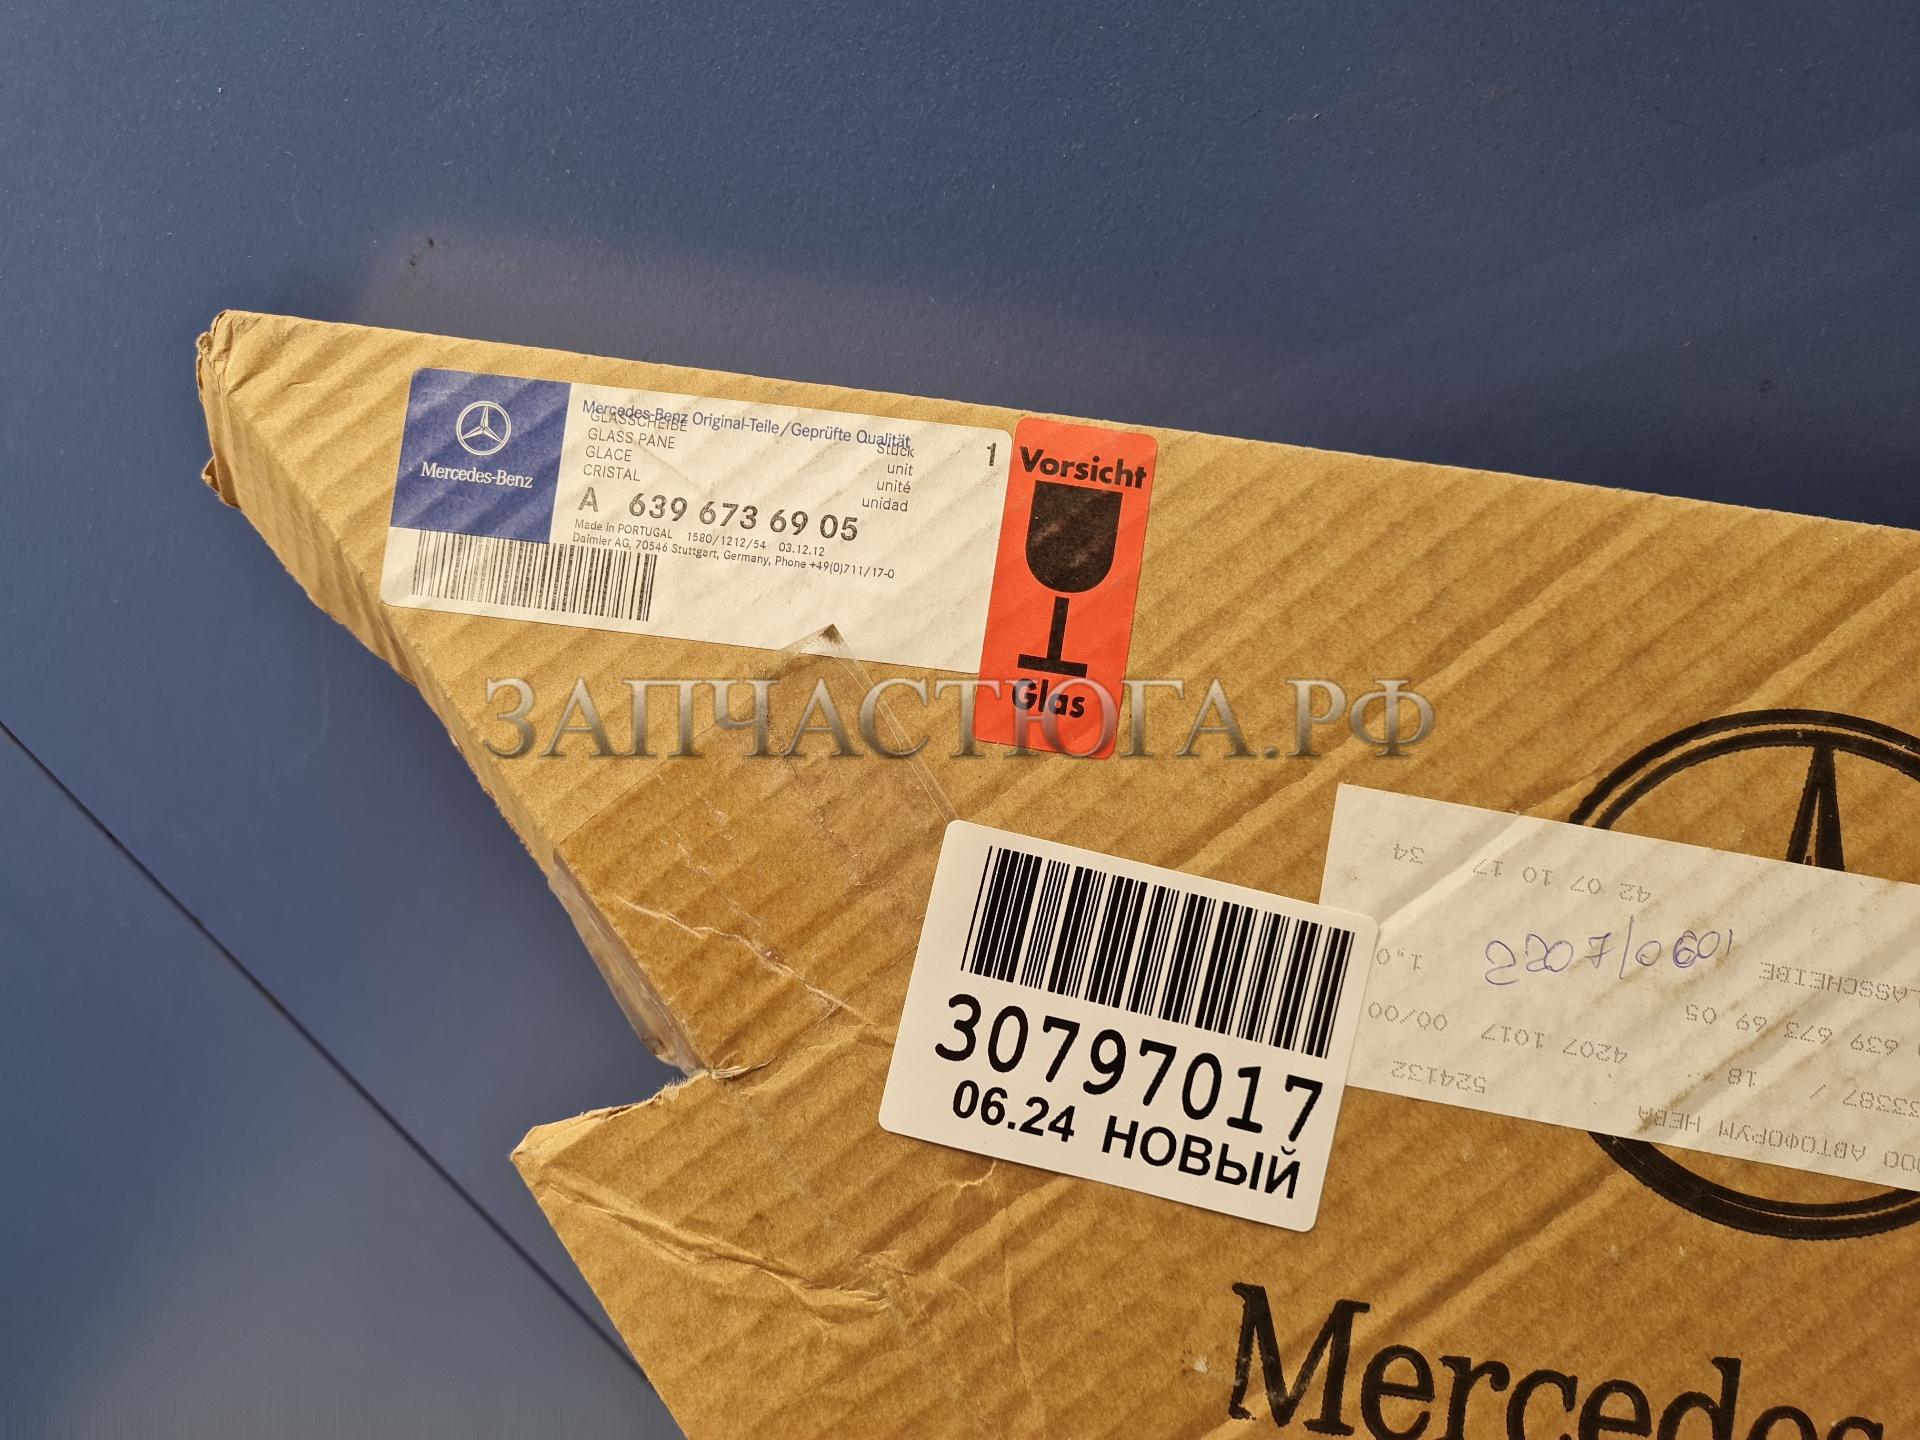 Mercedes-Benz
Mercedes-Benz Original-Teile/Geprüfte Qualität
GLASSCHEIBE Stück 1
GLASS PANE unit
GLACE unité
CRISTAL unidad
A 639 673 69 05
Made in PORTUGAL 1580/1212/54 03.12.12
Daimler AG, 70546 Stuttgart, Germany, Phone +49(0)711/17-0
Vorsicht
Glas
ЗАПЧАСТЮГА.РФ
30797017
06.24 НОВЫЙ
ООО АВТОФОРУМ НЕВА
33387 / 18 524132
639 673 69 05 4207 1017 00/00
LASSCHEIBE 1,0
2207/0601
42 07 10 17 34
Mercedes